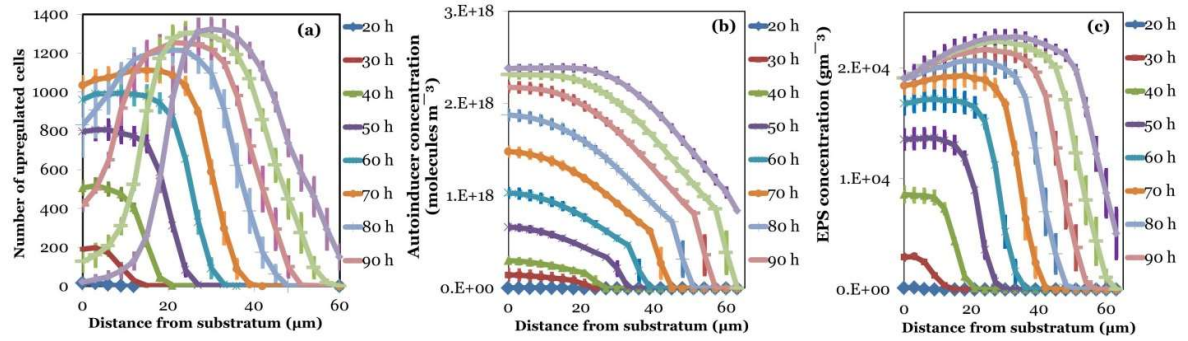 (a)
Number of upregulated cells
1400
1200
1000
800
600
400
200
0
0 20 40 60
Distance from substratum (µm)
20 h
30 h
40 h
50 h
60 h
70 h
80 h
90 h
(b)
Autoinducer concentration
(molecules m⁻³)
3.E+18
2.E+18
1.E+18
0.E+00
0 20 40 60
Distance from substratum (µm)
20 h
30 h
40 h
50 h
60 h
70 h
80 h
90 h
(c)
EPS concentration (gm⁻³)
2.E+04
1.E+04
0.E+00
0 20 40 60
Distance from substratum (µm)
20 h
30 h
40 h
50 h
60 h
70 h
80 h
90 h